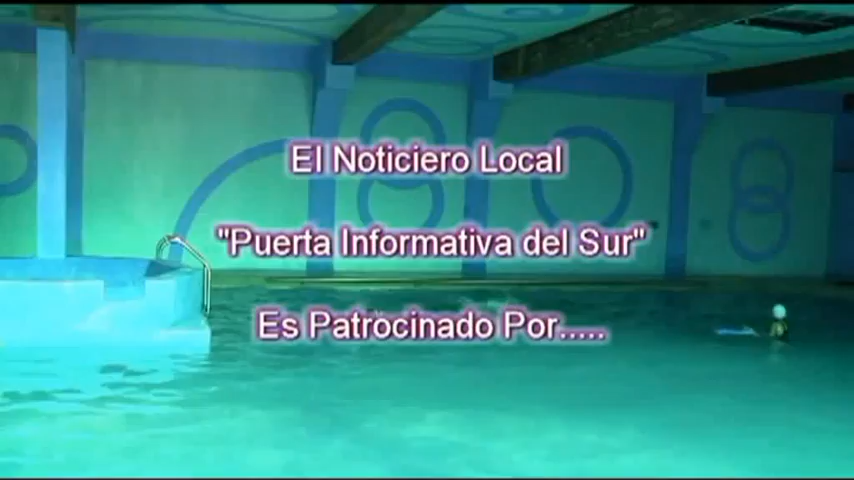 El Noticiero Local
"Puerta Informativa del Sur"
Es Patrocinado Por.....